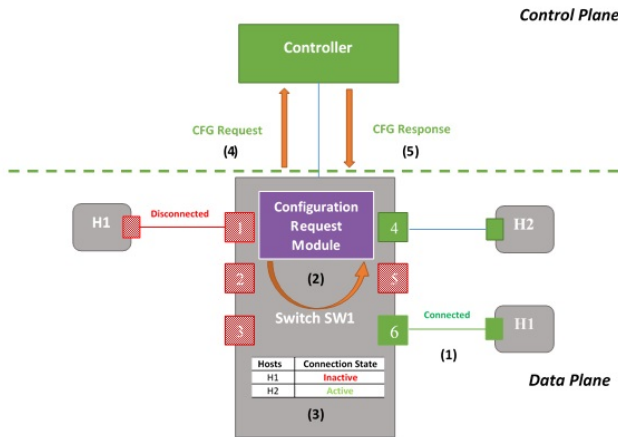 Control Plane
Controller
CFG Request
CFG Response
(4)
(5)
H1
Disconnected
1
Configuration
Request
Module
4
H2
2
(2)
5
Switch SW1
3
6
Connected
H1
(1)
Hosts Connection State
H1 Inactive
H2 Active
(3)
Data Plane